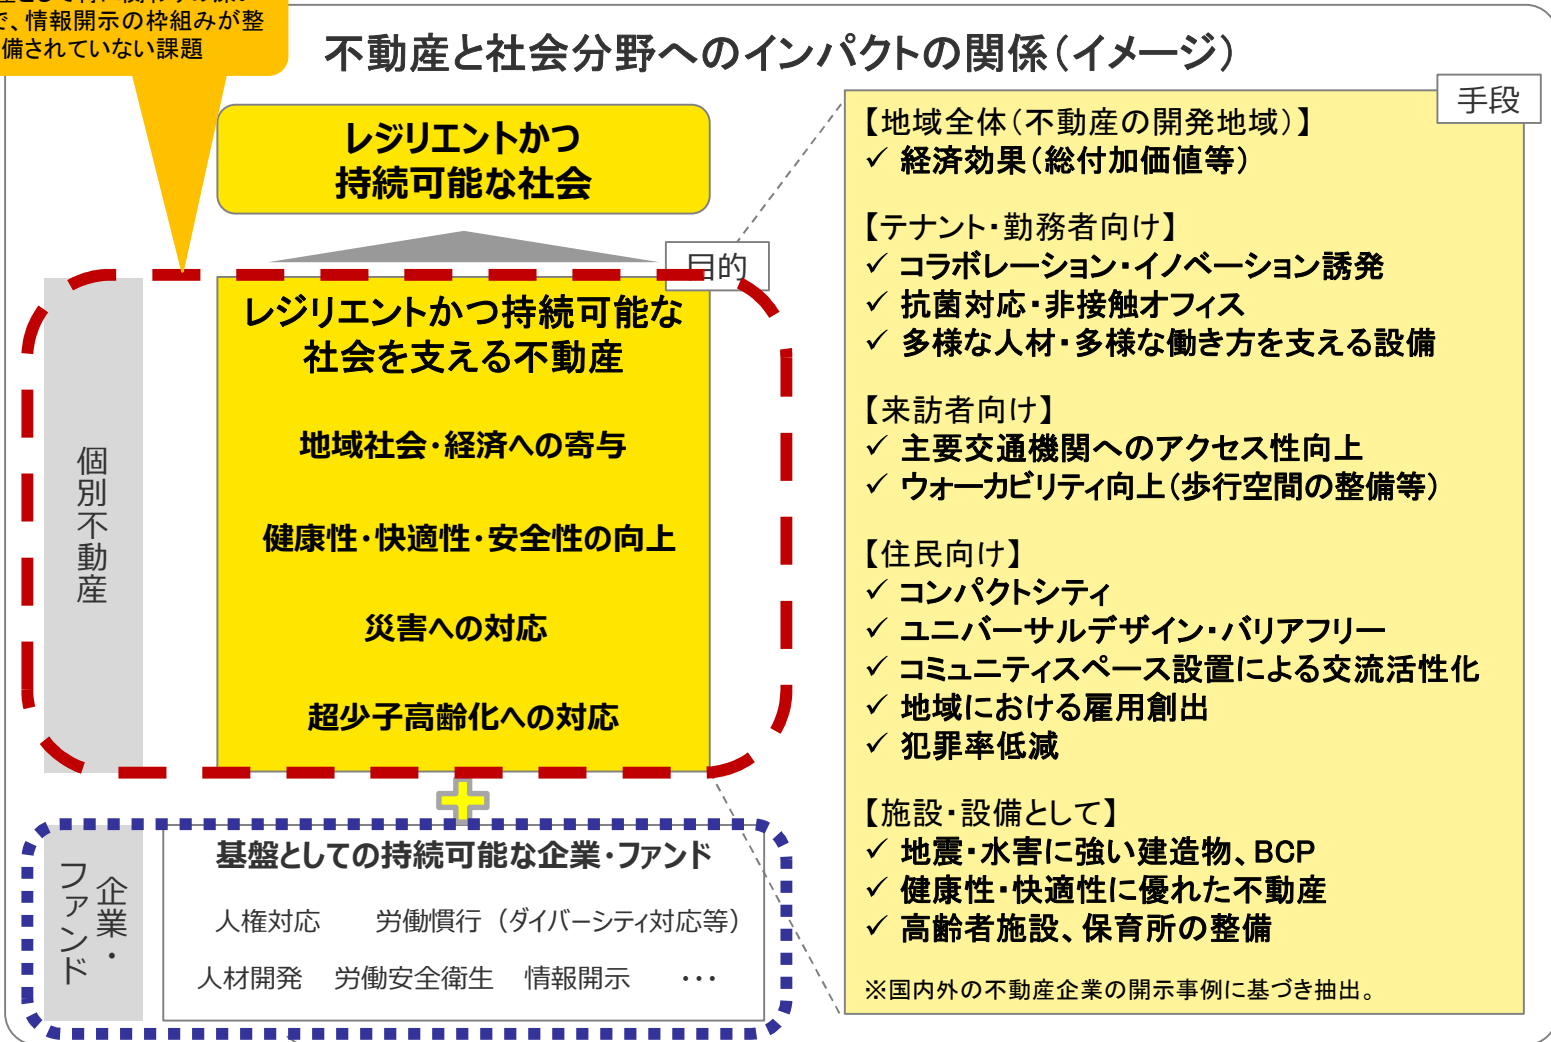 で、情報開示の枠組みが整
備されていない課題
不動産と社会分野へのインパクトの関係（イメージ）
レジリエントかつ
持続可能な社会
目的
レジリエントかつ持続可能な
社会を支える不動産
地域社会・経済への寄与
健康性・快適性・安全性の向上
災害への対応
超少子高齢化への対応
個別不動産
基盤としての持続可能な企業・ファンド
人権対応　労働慣行（ダイバーシティ対応等）
人材開発　労働安全衛生　情報開示　・・・
企業・
ファンド
手段
【地域全体（不動産の開発地域）】
✓ 経済効果（総付加価値等）
【テナント・勤務者向け】
✓ コラボレーション・イノベーション誘発
✓ 抗菌対応・非接触オフィス
✓ 多様な人材・多様な働き方を支える設備
【来訪者向け】
✓ 主要交通機関へのアクセス性向上
✓ ウォーカビリティ向上（歩行空間の整備等）
【住民向け】
✓ コンパクトシティ
✓ ユニバーサルデザイン・バリアフリー
✓ コミュニティスペース設置による交流活性化
✓ 地域における雇用創出
✓ 犯罪率低減
【施設・設備として】
✓ 地震・水害に強い建造物、BCP
✓ 健康性・快適性に優れた不動産
✓ 高齢者施設、保育所の整備
※国内外の不動産企業の開示事例に基づき抽出。